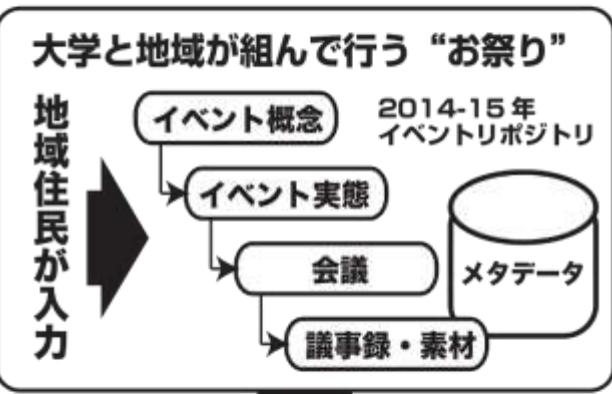 大学と地域が組んで行う“お祭り”
地域住民が入力
イベント概念
2014-15年
イベントリポジトリ
イベント実態
会議
メタデータ
議事録・素材